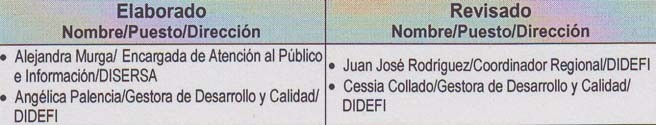 Elaborado
Nombre/Puesto/Dirección
• Alejandra Murga/ Encargada de Atención al Público
e Información/DISERSA
• Angélica Palencia/Gestora de Desarrollo y Calidad/
DIDEFI
Revisado
Nombre/Puesto/Dirección
• Juan José Rodriguez/Coordinador Regional/DIDEFI
• Cessia Collado/Gestora de Desarrollo y Calidad/
DIDEFI